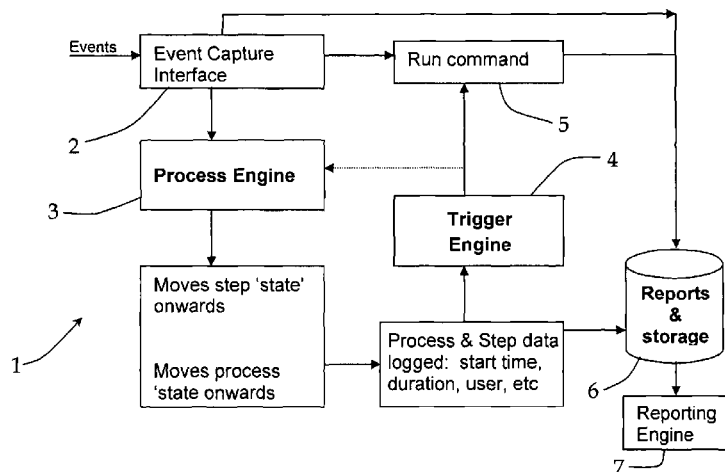 Events
Event Capture
Interface
Run command
2
5
Process Engine
4
3
Trigger
Engine
Moves step 'state'
onwards
Reports
&
storage
Process & Step data
logged: start time,
duration, user, etc
1
Moves process
'state onwards
6
Reporting
Engine
7